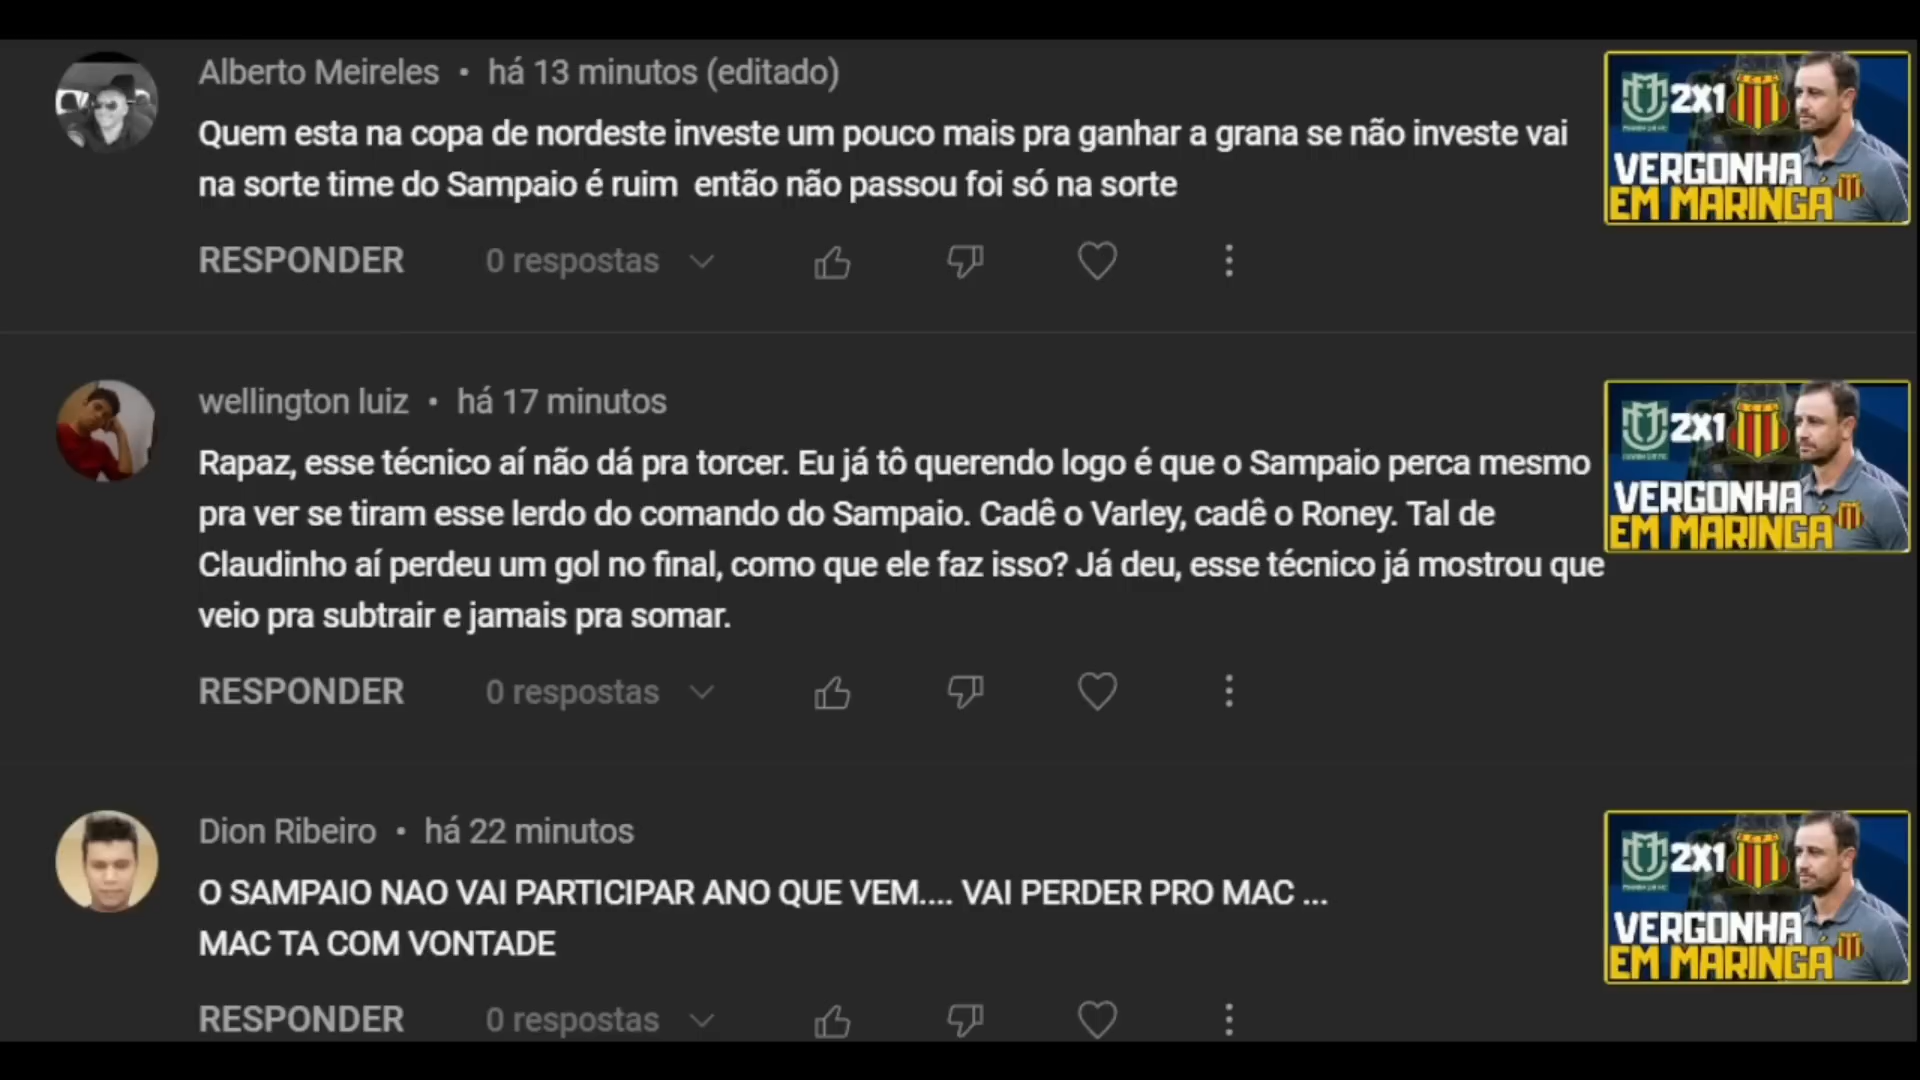 Alberto Meireles • há 13 minutos (editado)
Quem esta na copa de nordeste investe um pouco mais pra ganhar a grana se não investe vai
na sorte time do Sampaio é ruim então não passou foi só na sorte
RESPONDER 0 respostas
2X1
VERGONHA
EM MARINGÁ
wellington luiz • há 17 minutos
Rapaz, esse técnico aí não dá pra torcer. Eu já tô querendo logo é que o Sampaio perca mesmo
pra ver se tiram esse lerdo do comando do Sampaio. Cadê o Varley, cadê o Roney. Tal de
Claudinho aí perdeu um gol no final, como que ele faz isso? Já deu, esse técnico já mostrou que
veio pra subtrair e jamais pra somar.
RESPONDER 0 respostas
2X1
VERGONHA
EM MARINGÁ
Dion Ribeiro • há 22 minutos
O SAMPAIO NAO VAI PARTICIPAR ANO QUE VEM.... VAI PERDER PRO MAC ...
MAC TA COM VONTADE
RESPONDER 0 respostas
2X1
VERGONHA
EM MARINGÁ